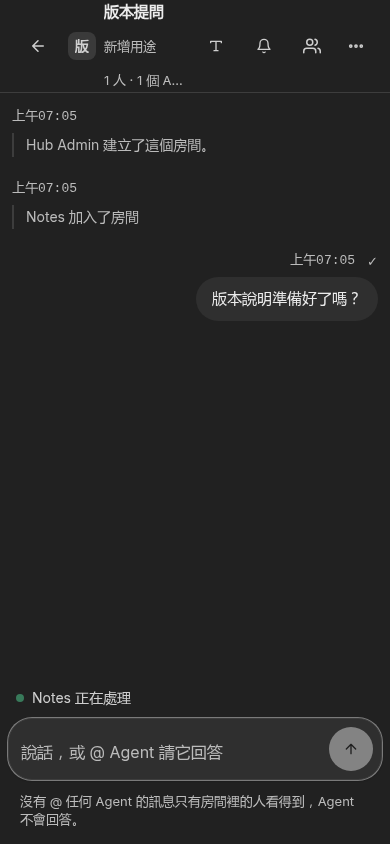 版本提問
版
新增用途
1 人 · 1 個 A...
上午07:05
Hub Admin 建立了這個房間。
上午07:05
Notes 加入了房間
上午07:05 ✓
版本說明準備好了嗎？
Notes 正在處理
說話，或 @ Agent 請它回答
沒有 @ 任何 Agent 的訊息只有房間裡的人看得到，Agent
不會回答。